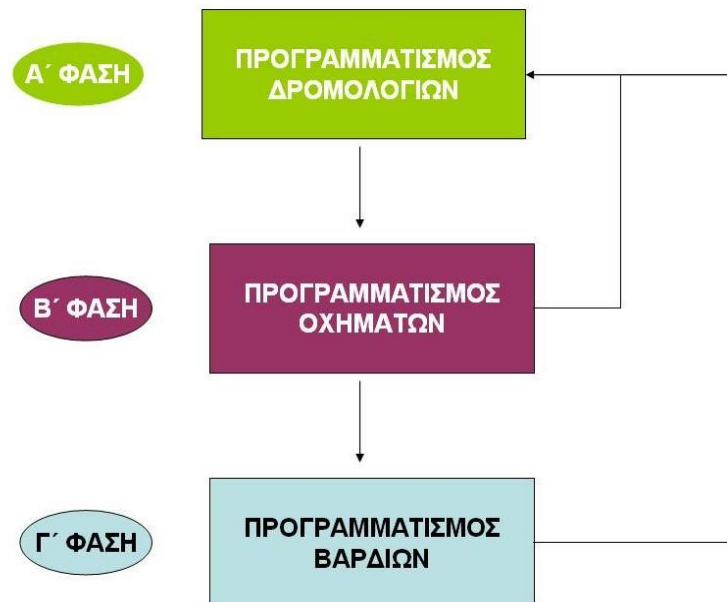 Α΄ ΦΑΣΗ
ΠΡΟΓΡΑΜΜΑΤΙΣΜΟΣ
ΔΡΟΜΟΛΟΓΙΩΝ
Β΄ ΦΑΣΗ
ΠΡΟΓΡΑΜΜΑΤΙΣΜΟΣ
ΟΧΗΜΑΤΩΝ
Γ΄ ΦΑΣΗ
ΠΡΟΓΡΑΜΜΑΤΙΣΜΟΣ
ΒΑΡΔΙΩΝ